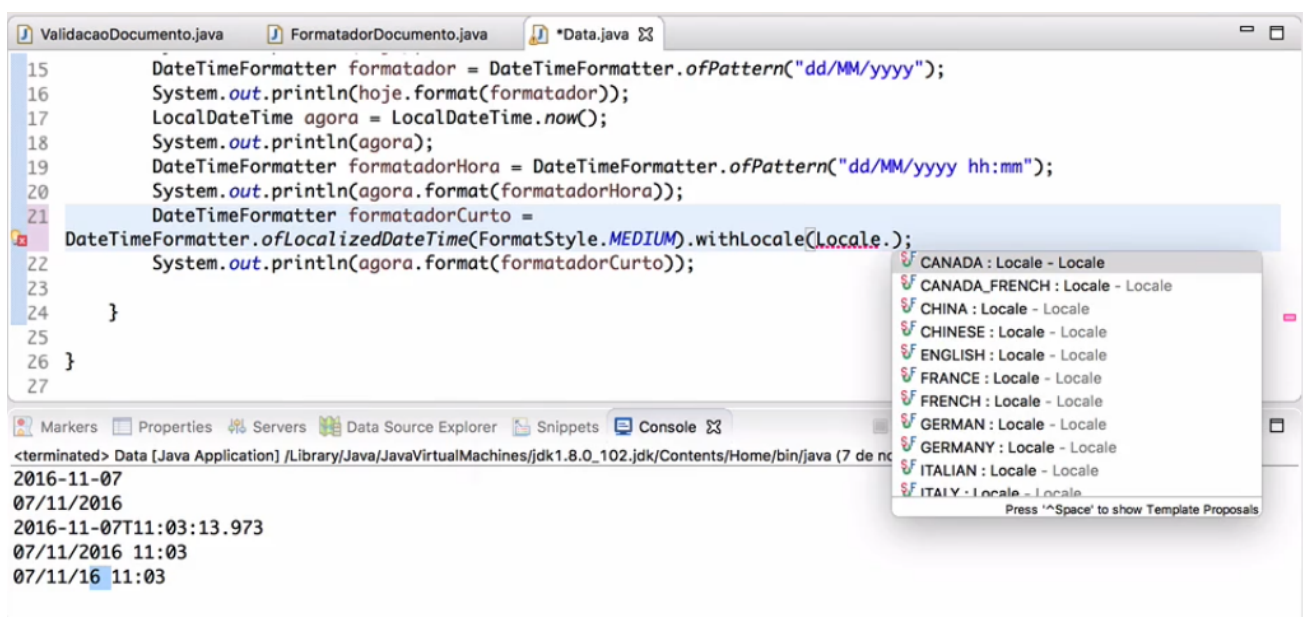 ValidacaoDocumento.java FormatadorDocumento.java *Data.java
15 DateTimeFormatter formatador = DateTimeFormatter.ofPattern("dd/MM/yyyy");
16 System.out.println(hoje.format(formatador));
17 LocalDateTime agora = LocalDateTime.now();
18 System.out.println(agora);
19 DateTimeFormatter formatadorHora = DateTimeFormatter.ofPattern("dd/MM/yyyy hh:mm");
20 System.out.println(agora.format(formatadorHora));
21 DateTimeFormatter formatadorCurto =
DateTimeFormatter.ofLocalizedDateTime(FormatStyle.MEDIUM).withLocale(Locale.);
22 System.out.println(agora.format(formatadorCurto));
23
24 }
25
26 }
27
CANADA : Locale - Locale
CANADA_FRENCH : Locale - Locale
CHINA : Locale - Locale
CHINESE : Locale - Locale
ENGLISH : Locale - Locale
FRANCE : Locale - Locale
FRENCH : Locale - Locale
GERMAN : Locale - Locale
GERMANY : Locale - Locale
ITALIAN : Locale - Locale
ITALY : Locale - Locale
Press '^Space' to show Template Proposals
Markers Properties Servers Data Source Explorer Snippets Console
<terminated> Data [Java Application] /Library/Java/JavaVirtualMachines/jdk1.8.0_102.jdk/Contents/Home/bin/java (7 de
2016-11-07
07/11/2016
2016-11-07T11:03:13.973
07/11/2016 11:03
07/11/16 11:03